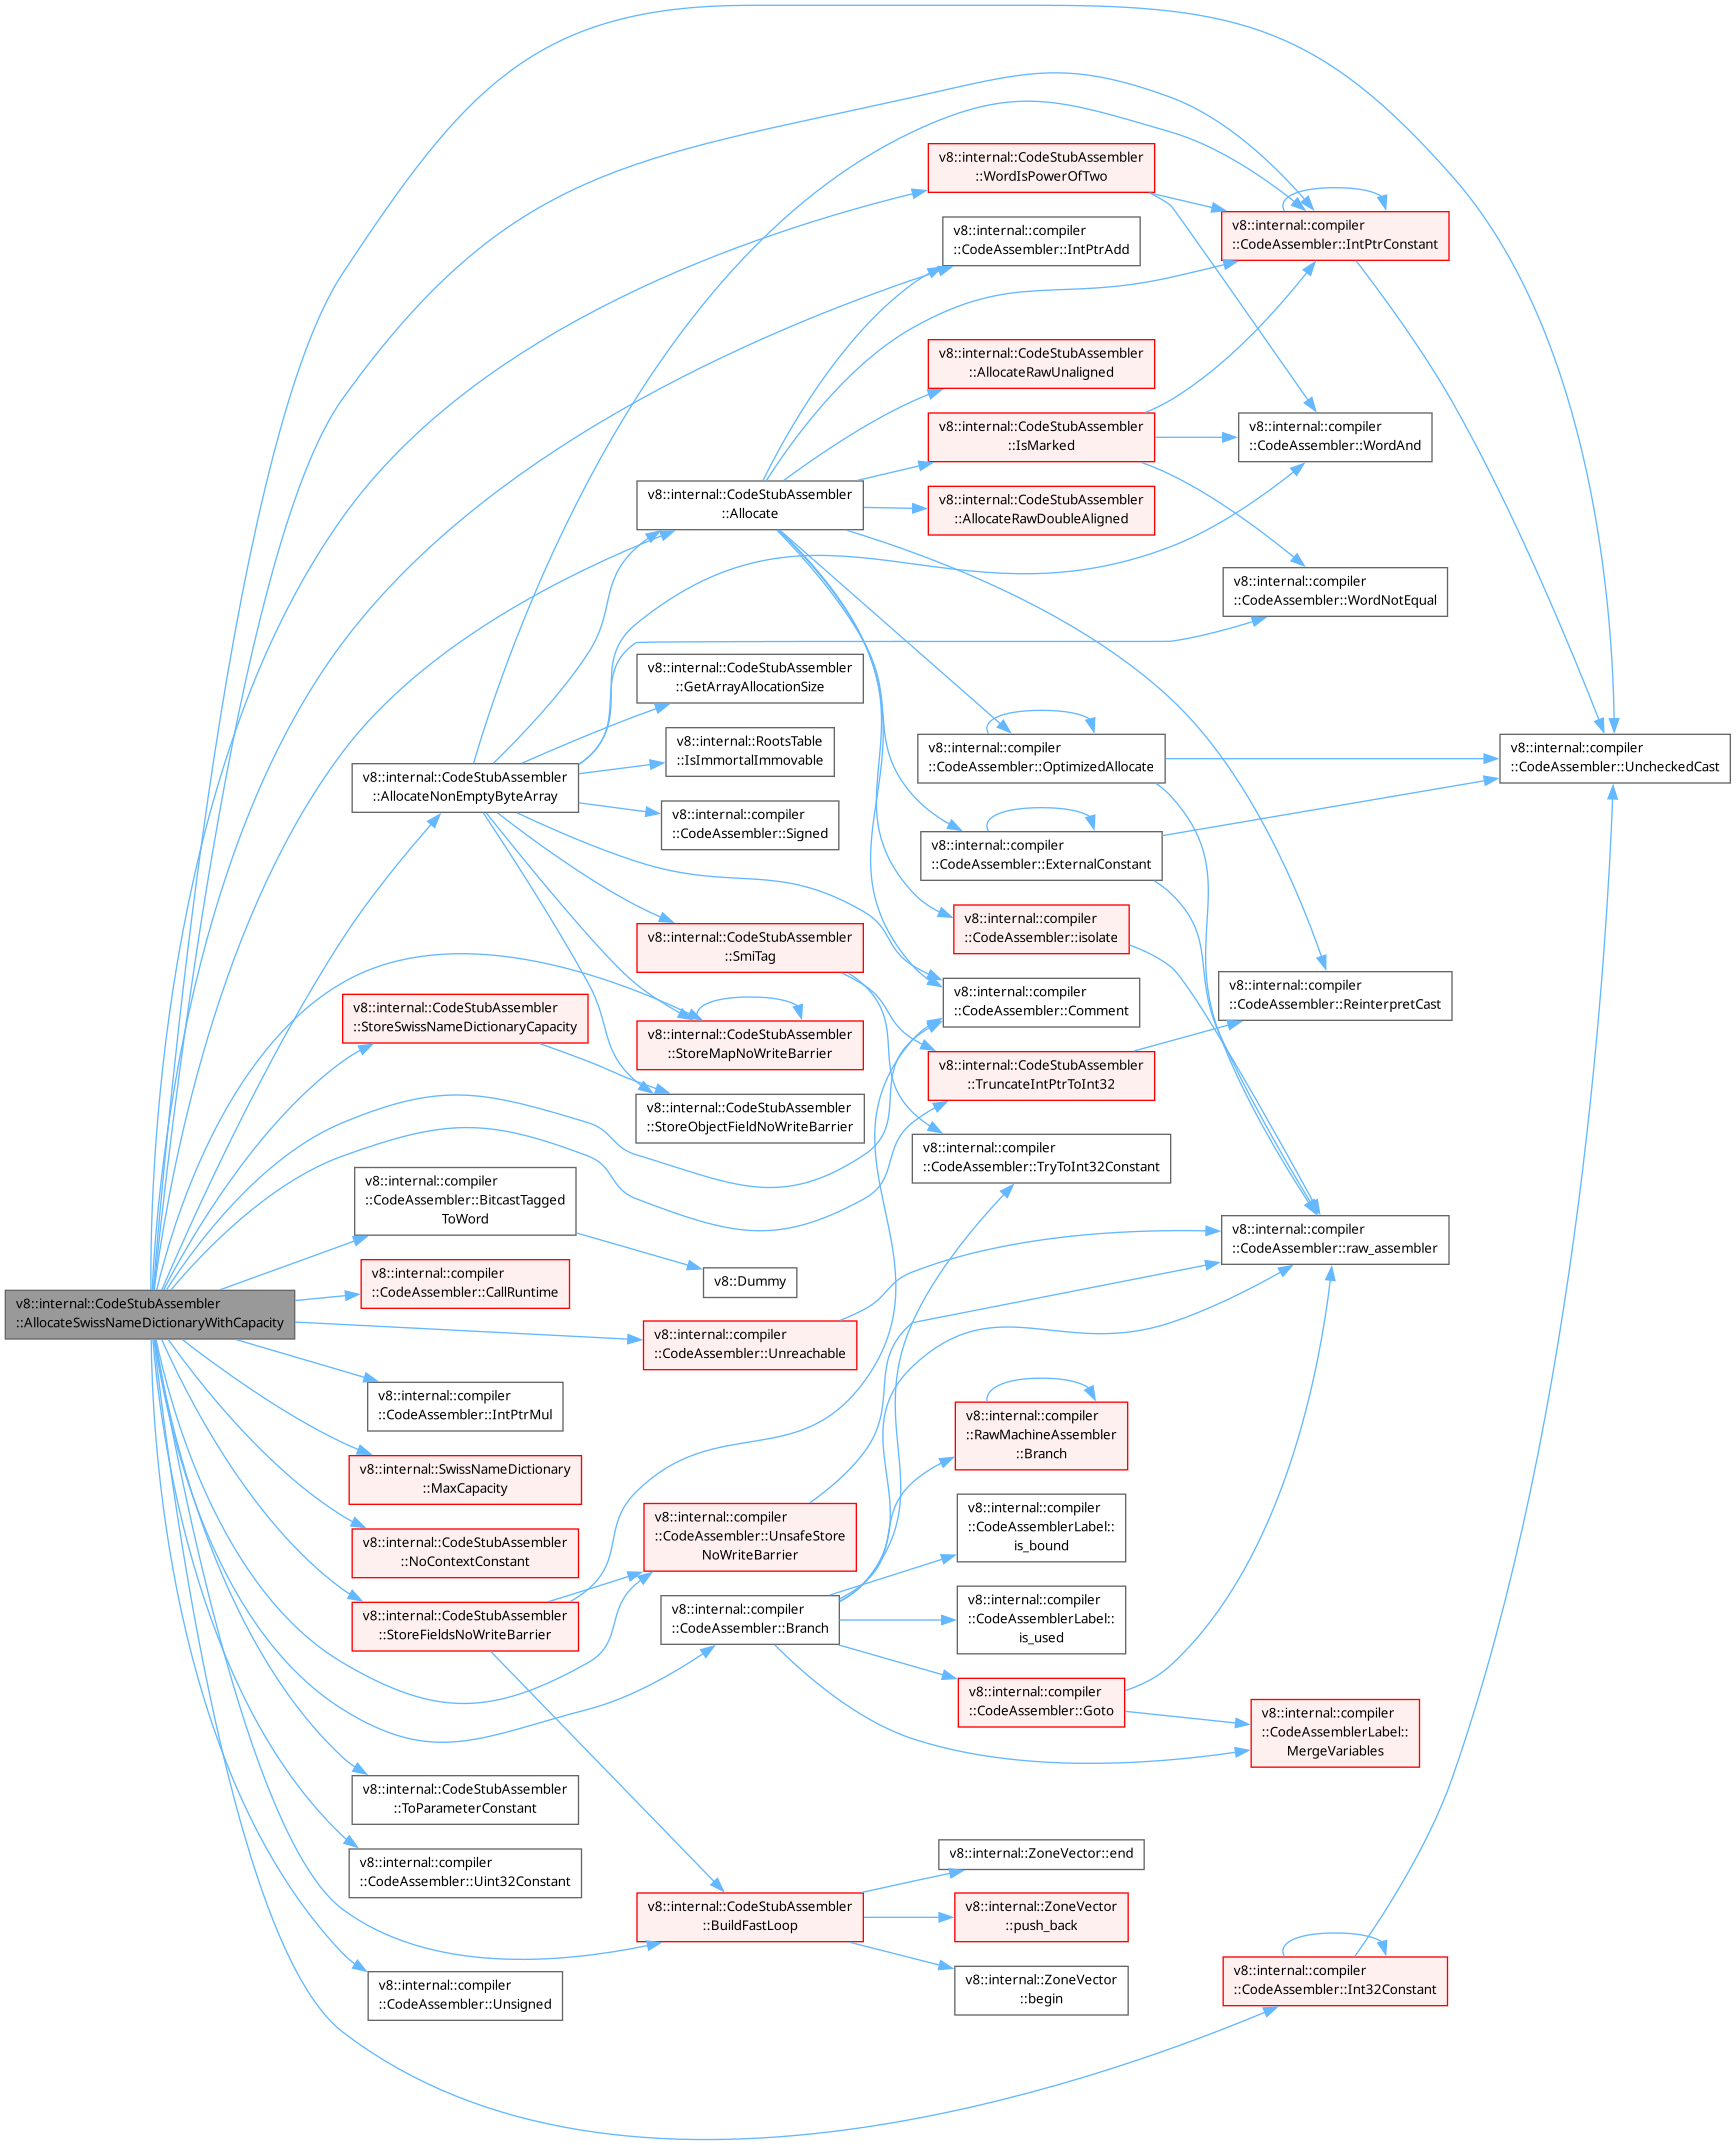 v8::internal::CodeStubAssembler
::WordIsPowerOfTwo
v8::internal::compiler
::CodeAssembler::IntPtrConstant
v8::internal::compiler
::CodeAssembler::IntPtrAdd
v8::internal::CodeStubAssembler
::AllocateRawUnaligned
v8::internal::CodeStubAssembler
::IsMarked
v8::internal::compiler
::CodeAssembler::WordAnd
v8::internal::CodeStubAssembler
::Allocate
v8::internal::CodeStubAssembler
::AllocateRawDoubleAligned
v8::internal::compiler
::CodeAssembler::WordNotEqual
v8::internal::CodeStubAssembler
::GetArrayAllocationSize
v8::internal::RootsTable
::IsImmortalImmovable
v8::internal::compiler
::CodeAssembler::OptimizedAllocate
v8::internal::compiler
::CodeAssembler::UncheckedCast
v8::internal::CodeStubAssembler
::AllocateNonEmptyByteArray
v8::internal::compiler
::CodeAssembler::Signed
v8::internal::compiler
::CodeAssembler::ExternalConstant
v8::internal::CodeStubAssembler
::SmiTag
v8::internal::compiler
::CodeAssembler::isolate
v8::internal::CodeStubAssembler
::StoreSwissNameDictionaryCapacity
v8::internal::CodeStubAssembler
::StoreMapNoWriteBarrier
v8::internal::compiler
::CodeAssembler::Comment
v8::internal::compiler
::CodeAssembler::ReinterpretCast
v8::internal::CodeStubAssembler
::TruncateIntPtrToInt32
v8::internal::CodeStubAssembler
::StoreObjectFieldNoWriteBarrier
v8::internal::compiler
::CodeAssembler::TryToInt32Constant
v8::internal::compiler
::CodeAssembler::BitcastTagged
ToWord
v8::internal::compiler
::CodeAssembler::raw_assembler
v8::Dummy
v8::internal::compiler
::CodeAssembler::CallRuntime
v8::internal::CodeStubAssembler
::AllocateSwissNameDictionaryWithCapacity
v8::internal::compiler
::CodeAssembler::Unreachable
v8::internal::compiler
::CodeAssembler::IntPtrMul
v8::internal::compiler
::RawMachineAssembler
::Branch
v8::internal::SwissNameDictionary
::MaxCapacity
v8::internal::compiler
::CodeAssemblerLabel::
is_bound
v8::internal::compiler
::CodeAssembler::UnsafeStore
NoWriteBarrier
v8::internal::CodeStubAssembler
::NoContextConstant
v8::internal::CodeStubAssembler
::StoreFieldsNoWriteBarrier
v8::internal::compiler
::CodeAssembler::Branch
v8::internal::compiler
::CodeAssemblerLabel::
is_used
v8::internal::compiler
::CodeAssembler::Goto
v8::internal::compiler
::CodeAssemblerLabel::
MergeVariables
v8::internal::CodeStubAssembler
::ToParameterConstant
v8::internal::compiler
::CodeAssembler::Uint32Constant
v8::internal::ZoneVector::end
v8::internal::CodeStubAssembler
::BuildFastLoop
v8::internal::ZoneVector
::push_back
v8::internal::compiler
::CodeAssembler::Int32Constant
v8::internal::compiler
::CodeAssembler::Unsigned
v8::internal::ZoneVector
::begin